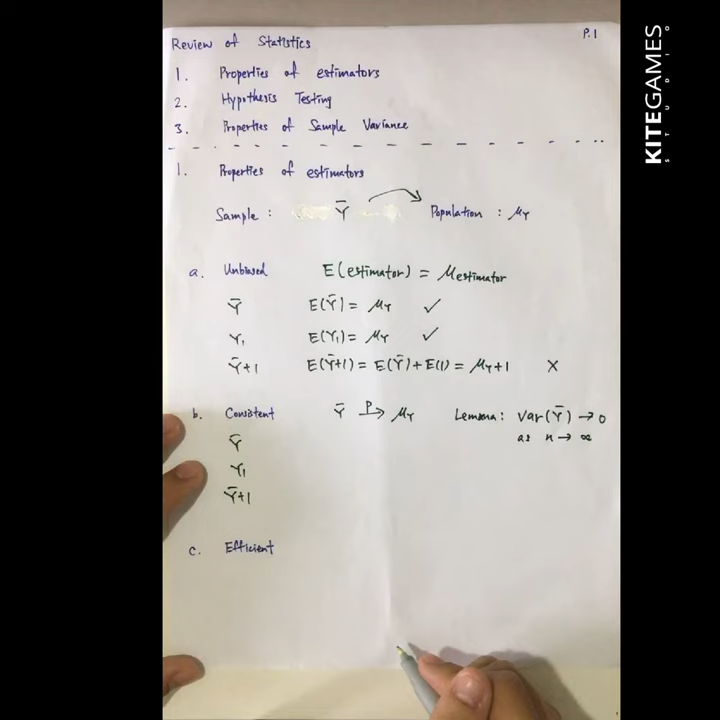 P.1
Review of Statistics
1. Properties of estimators
2. Hypothesis Testing
3. Properties of Sample Variance
1. Properties of estimators
Sample : Ȳ Population : μY
a. Unbiased E(estimator) = μestimator
Ȳ E(Ȳ) = μY ✓
Y1 E(Y1) = μY ✓
Ȳ+1 E(Ȳ+1) = E(Ȳ) + E(1) = μY+1 X
b. Consistent Ȳ P→ μY Lemma : Var(Ȳ) → 0
as n → ∞
Ȳ
Y1
Ȳ+1
c. Efficient
KITEGAMES
STUDIO